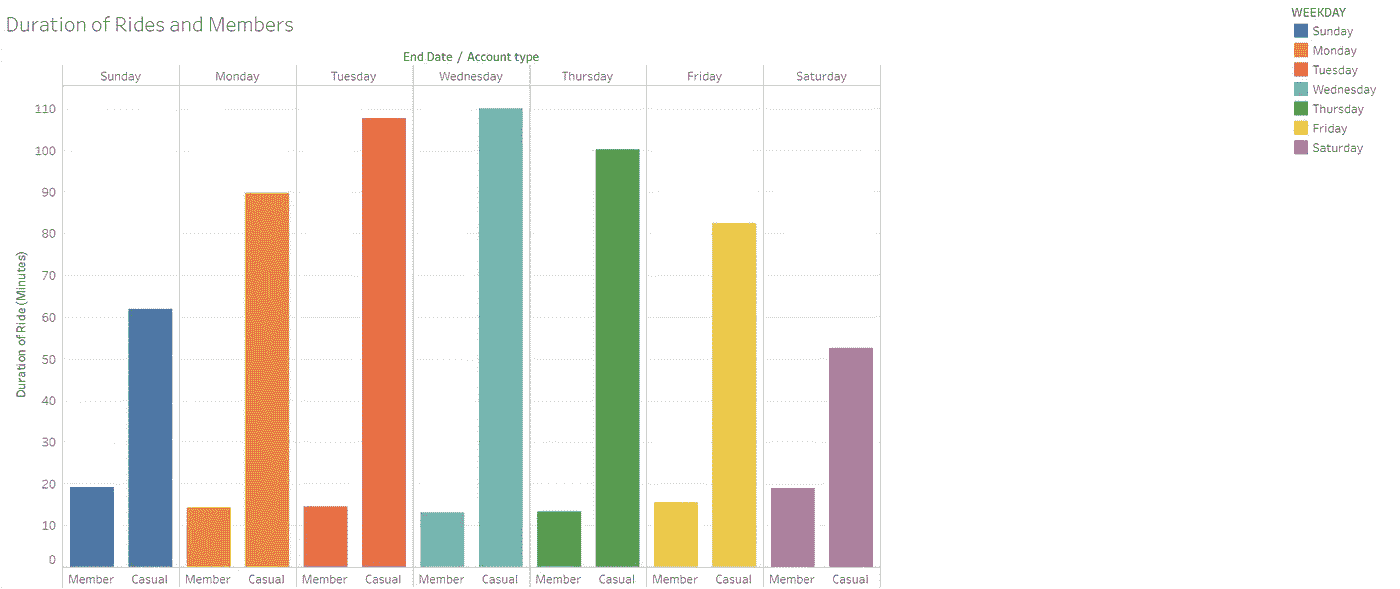 Duration of Rides and Members
End Date / Account type
Sunday Monday Tuesday Wednesday Thursday Friday Saturday
Duration of Ride (Minutes)
110
100
90
80
70
60
50
40
30
20
10
0
Member Casual Member Casual Member Casual Member Casual Member Casual Member Casual Member Casual
WEEKDAY
Sunday
Monday
Tuesday
Wednesday
Thursday
Friday
Saturday